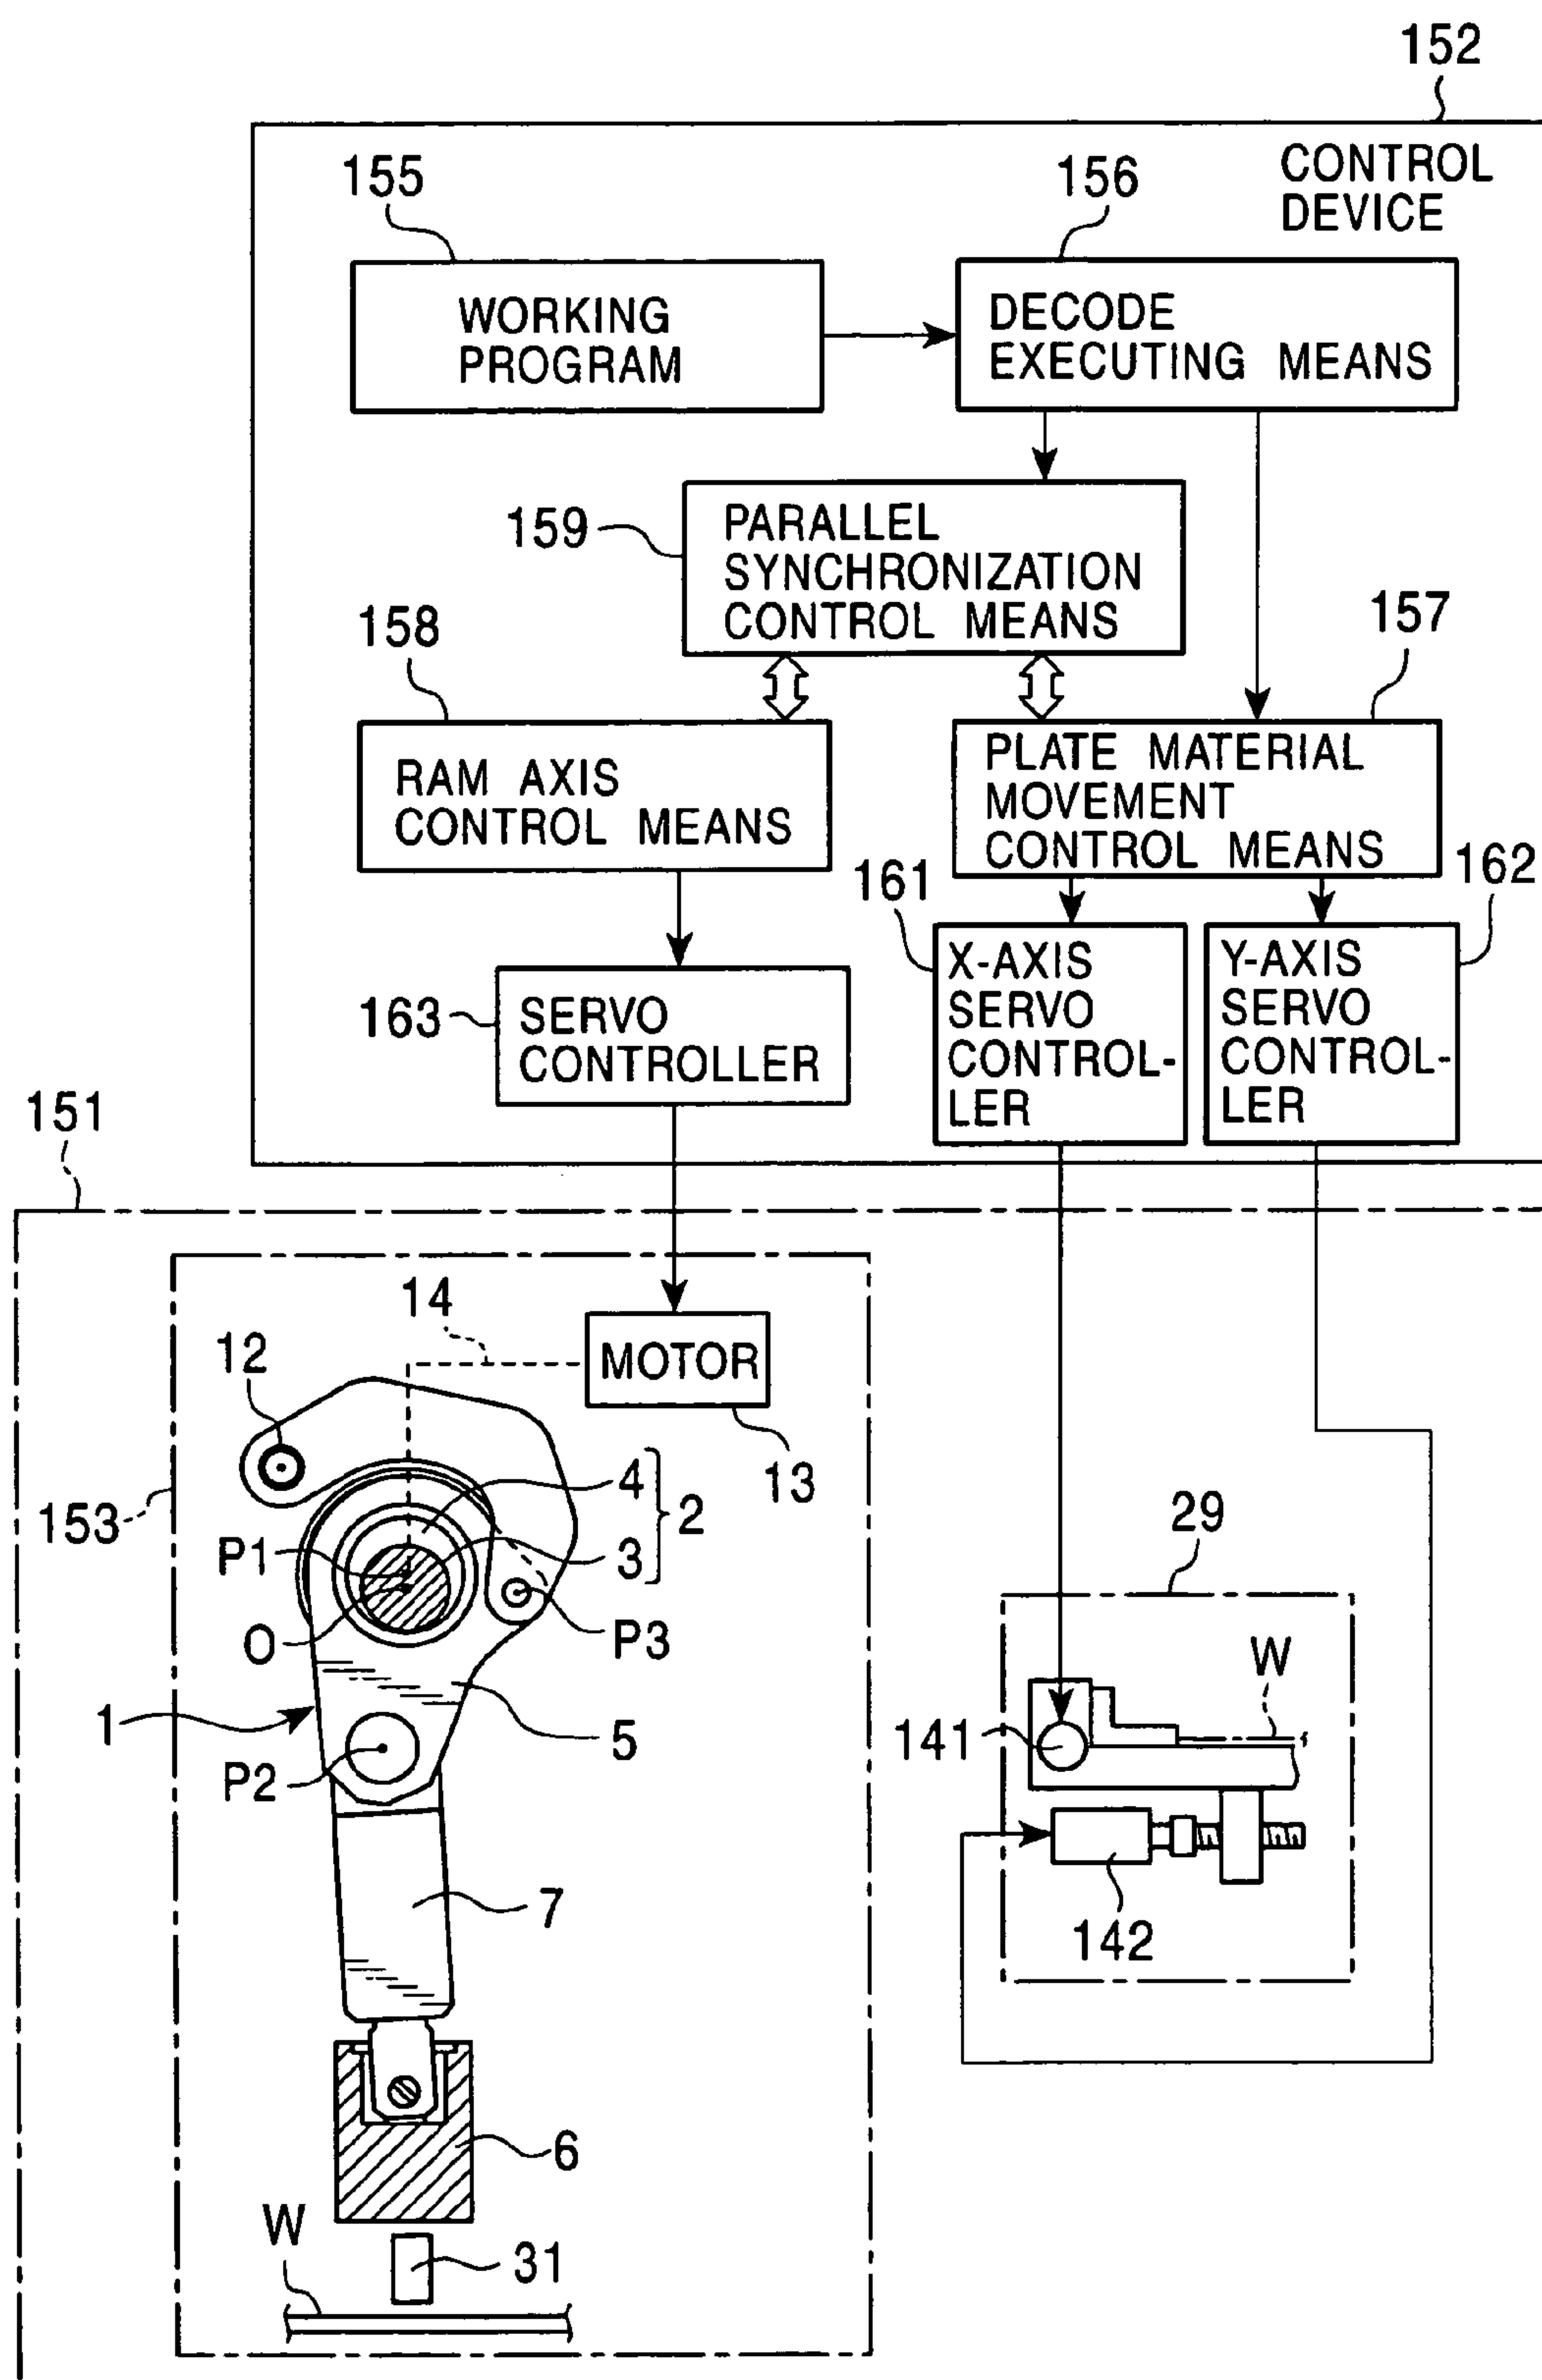 152
CONTROL
DEVICE
155
156
WORKING
PROGRAM
DECODE
EXECUTING MEANS
159
PARALLEL
SYNCHRONIZATION
CONTROL MEANS
158
157
RAM AXIS
CONTROL MEANS
PLATE MATERIAL
MOVEMENT
CONTROL MEANS
161
162
163
SERVO
CONTROLLER
X-AXIS
SERVO
CONTROL-
LER
Y-AXIS
SERVO
CONTROL-
LER
151
14
MOTOR
13
12
153
4
2
3
P1
O
P3
29
W
1
5
P2
141
142
7
6
W
31